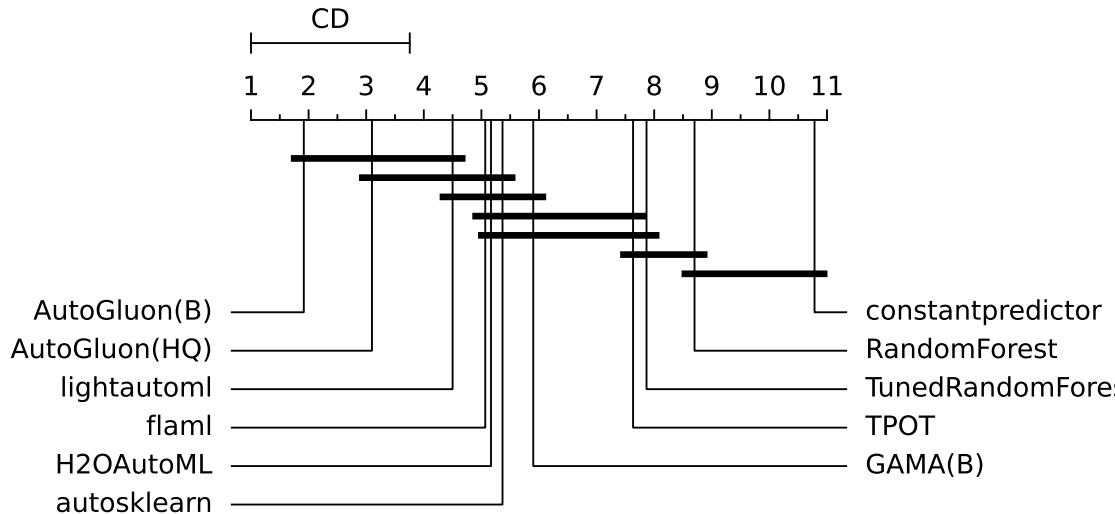 CD
1 2 3 4 5 6 7 8 9 10 11
AutoGluon(B) constantpredictor
AutoGluon(HQ) RandomForest
lightautoml TunedRandomFores
flaml TPOT
H2OAutoML GAMA(B)
autosklearn